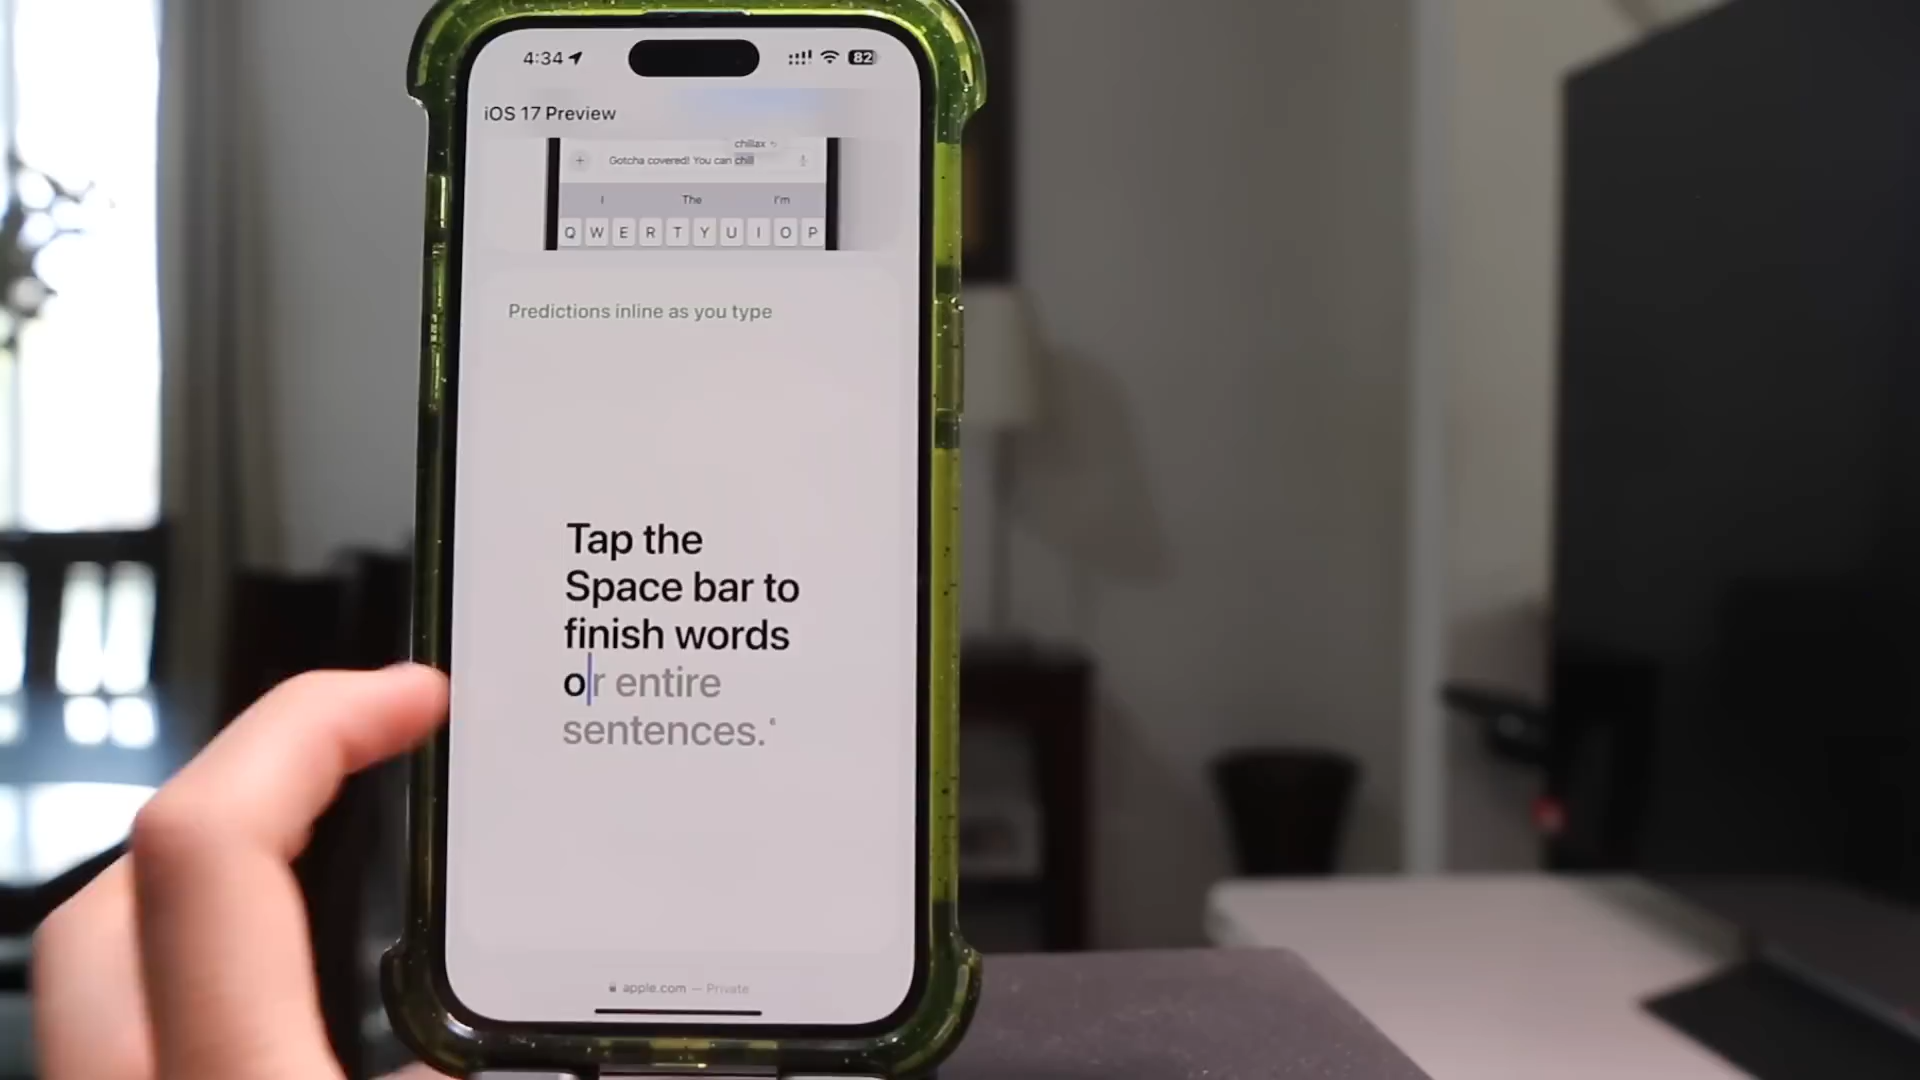 4:34
82
iOS 17 Preview
chillax
Gotcha covered! You can chill
I The I'm
Q W E R T Y U I O P
Predictions inline as you type
Tap the
Space bar to
finish words
or entire
sentences.
apple.com — Private